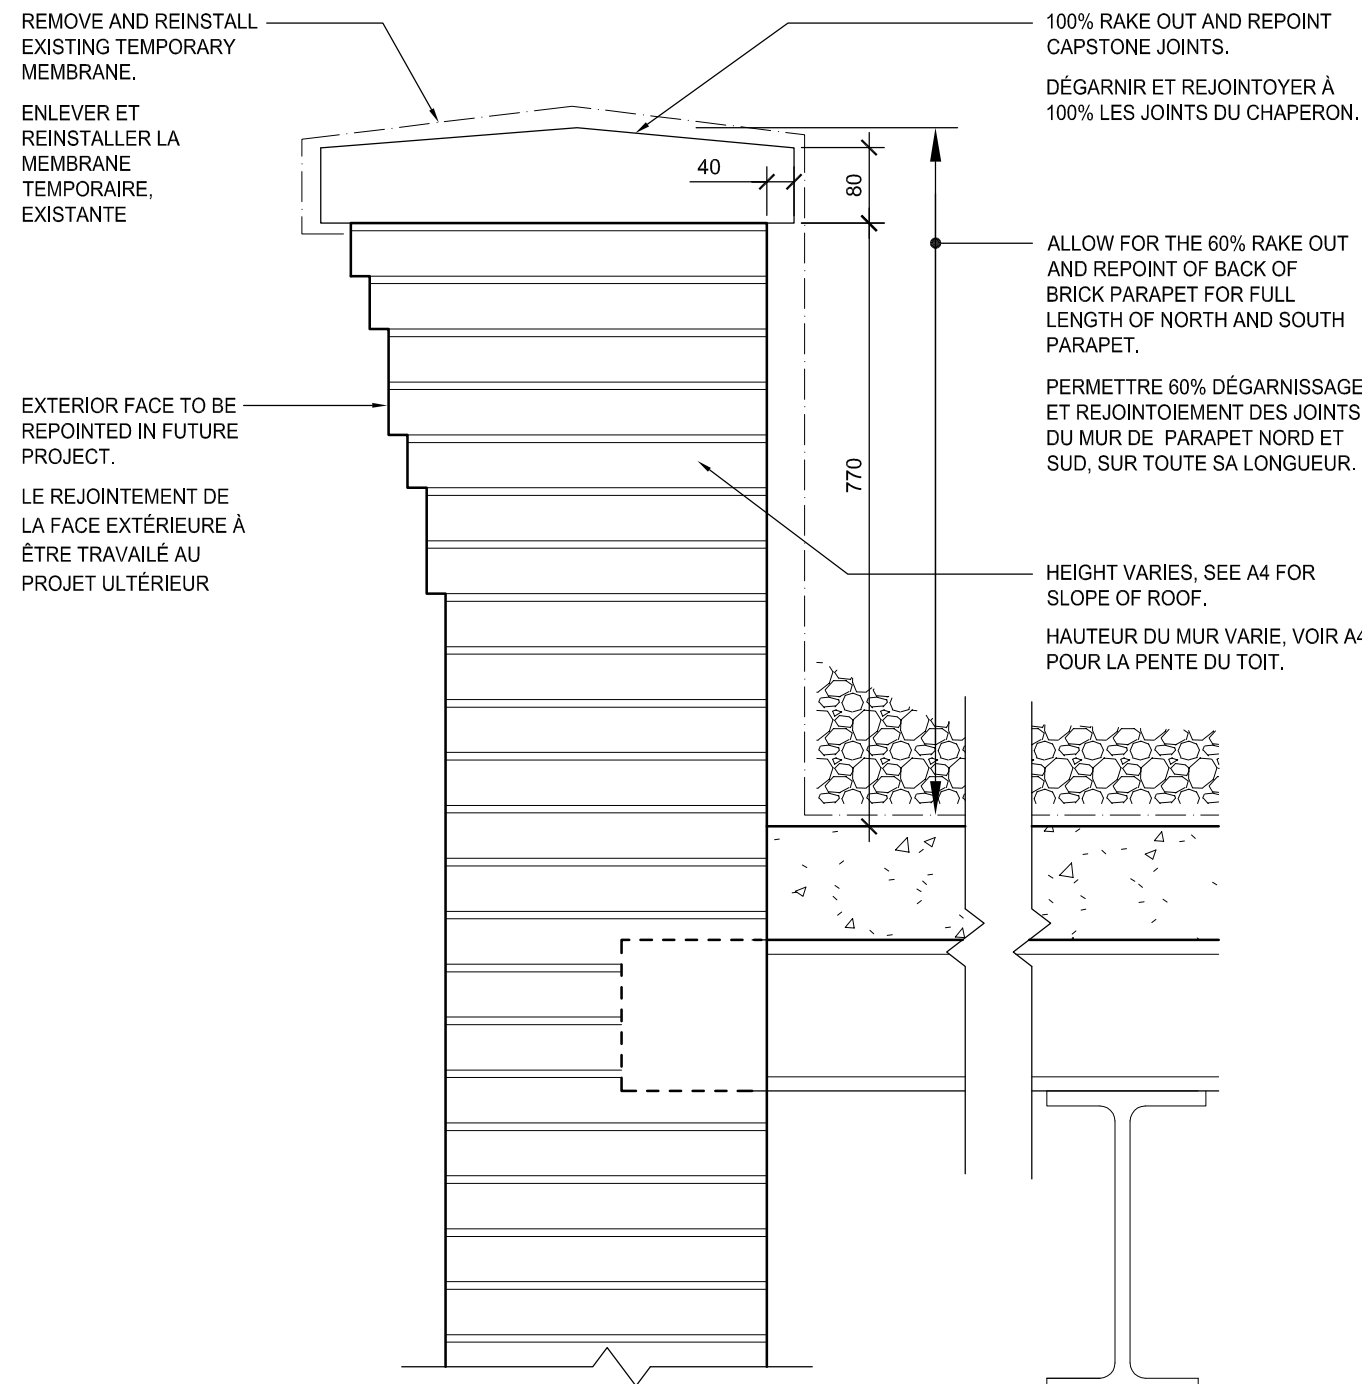 REMOVE AND REINSTALL
EXISTING TEMPORARY
MEMBRANE.
ENLEVER ET
REINSTALLER LA
MEMBRANE
TEMPORAIRE,
EXISTANTE
EXTERIOR FACE TO BE
REPOINTED IN FUTURE
PROJECT.
LE REJOINTEMENT DE
LA FACE EXTÉRIEURE À
ÊTRE TRAVAILÉ AU
PROJET ULTÉRIEUR
40
80
770
100% RAKE OUT AND REPOINT
CAPSTONE JOINTS.
DÉGARNIR ET REJOINTOYER À
100% LES JOINTS DU CHAPERON.
ALLOW FOR THE 60% RAKE OUT
AND REPOINT OF BACK OF
BRICK PARAPET FOR FULL
LENGTH OF NORTH AND SOUTH
PARAPET.
PERMETTRE 60% DÉGARNISSAGE
ET REJOINTOIEMENT DES JOINTS
DU MUR DE PARAPET NORD ET
SUD, SUR TOUTE SA LONGUEUR.
HEIGHT VARIES, SEE A4 FOR
SLOPE OF ROOF.
HAUTEUR DU MUR VARIE, VOIR A4
POUR LA PENTE DU TOIT.